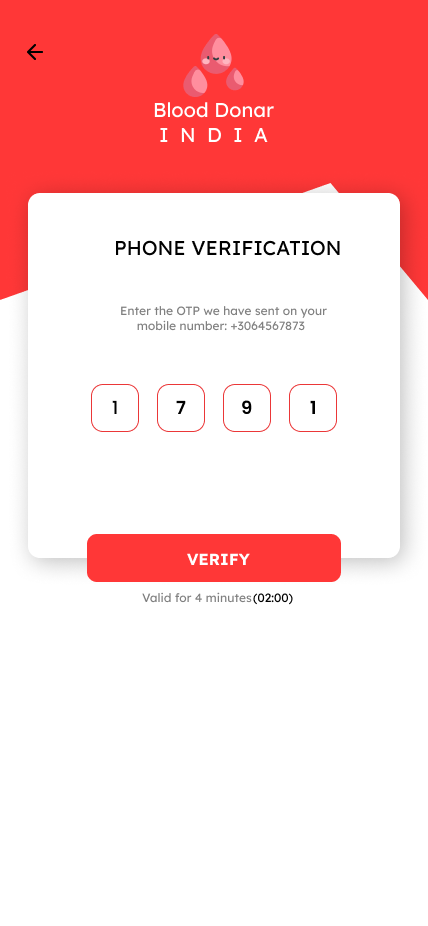 Blood Donar
INDIA
PHONE VERIFICATION
Enter the OTP we have sent on your
mobile number: +3064567873
1 7 9 1
VERIFY
Valid for 4 minutes(02:00)